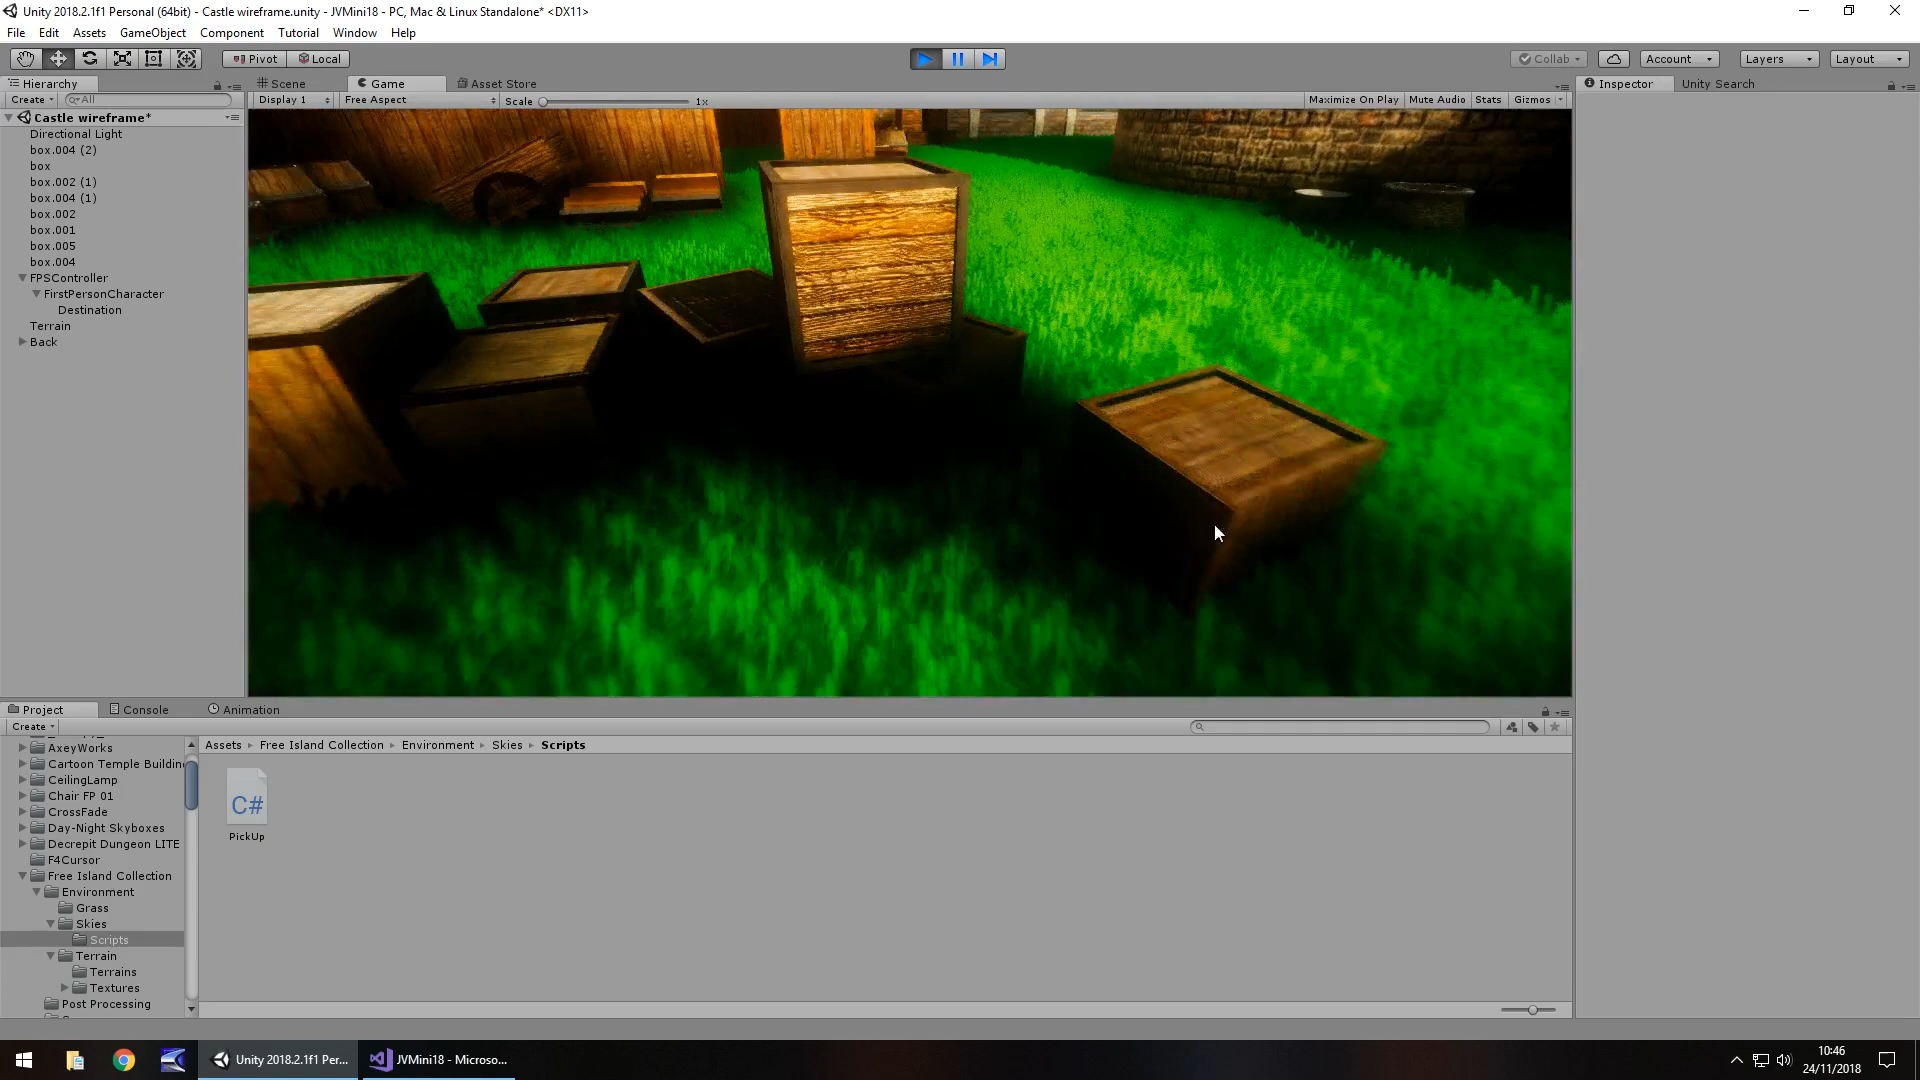 Unity 2018.2.1f1 Personal (64bit) - Castle wireframe.unity - JVMini18 - PC, Mac & Linux Standalone* <DX11>
File Edit Assets GameObject Component Tutorial Window Help
Pivot Local Collab Account Layers Layout
Hierarchy Scene Game Asset Store Inspector Unity Search
Create All Display 1 Free Aspect Scale 1x Maximize On Play Mute Audio Stats Gizmos
Castle wireframe*
Directional Light
box.004 (2)
box
box.002 (1)
box.004 (1)
box.002
box.001
box.005
box.004
FPSController
FirstPersonCharacter
Destination
Terrain
Back
Project Console Animation
Create
Assets Free Island Collection Environment Skies Scripts
AxeyWorks
Cartoon Temple Building
CeilingLamp
Chair FP 01
CrossFade
Day-Night Skyboxes
Decrepit Dungeon LITE
F4Cursor
Free Island Collection
Environment
Grass
Skies
Scripts
Terrain
Terrains
Textures
Post Processing
C#
PickUp
Unity 2018.2.1f1 Per... JVMini18 - Microso...
10:46
24/11/2018